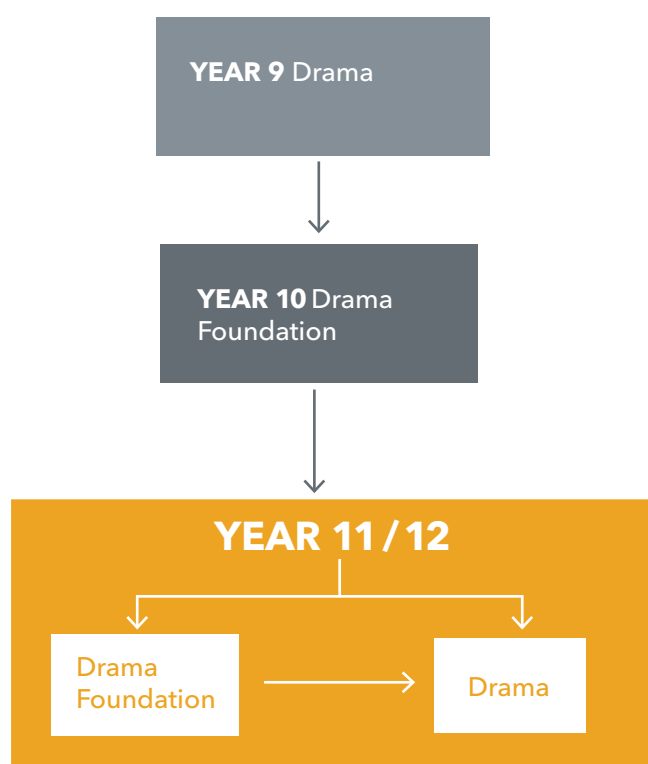 YEAR 9 Drama
YEAR 10 Drama
Foundation
YEAR 11/12
Drama
Foundation
Drama